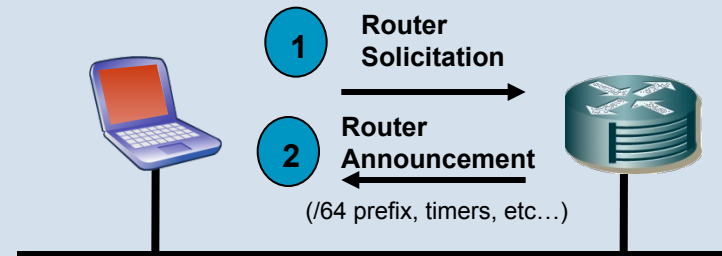 1
Router
Solicitation
2
Router
Announcement
(/64 prefix, timers, etc…)